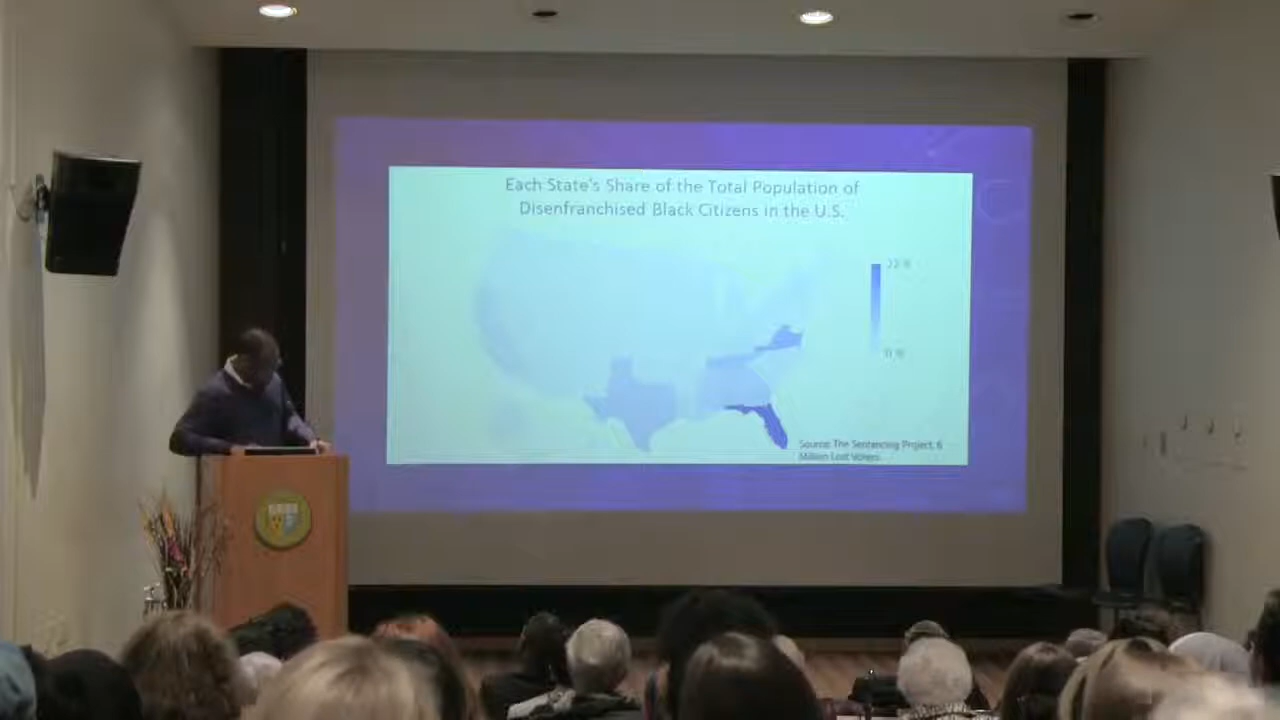 Each State's Share of the Total Population of
Disenfranchised Black Citizens in the U.S.
Source: The Sentencing Project, 6
Million Lost Voters